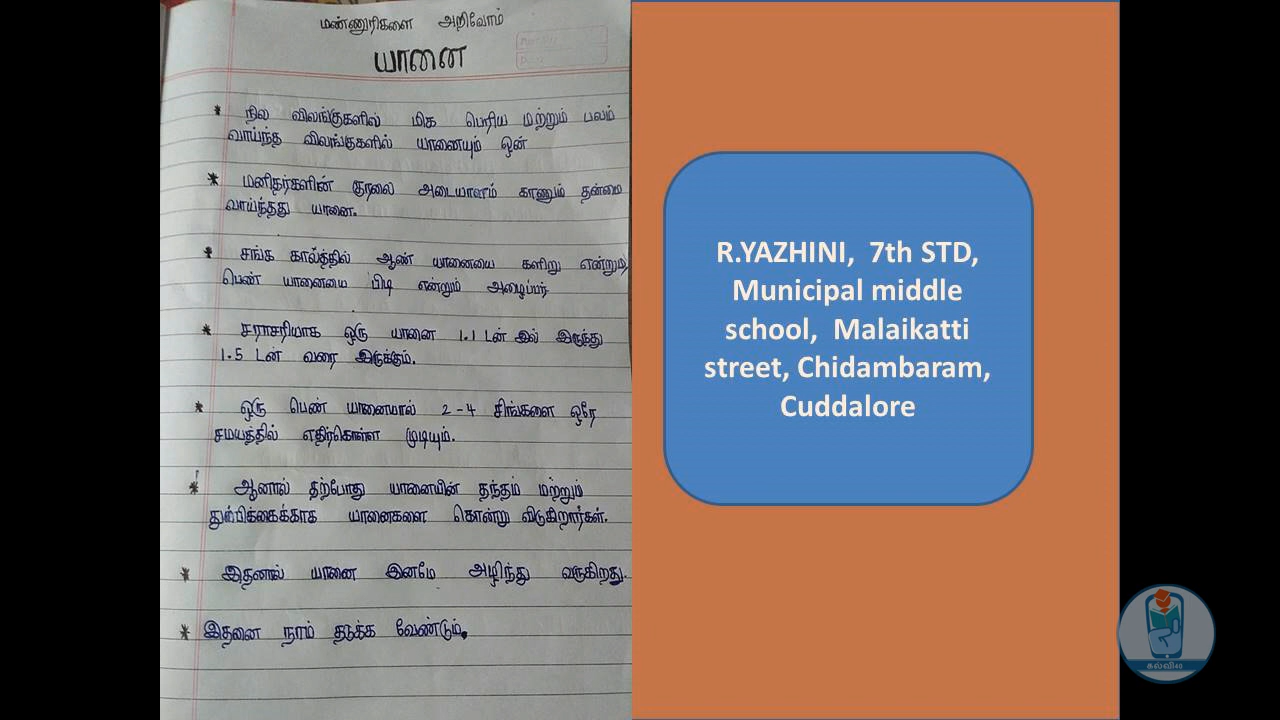 மண்ணுரிகளை அறிவோம்
யானை
* நில விலங்குகளில் மிக பெரிய மற்றும் பலம்
வாய்ந்த விலங்குகளில் யானையும் ஒன்
* மனிதர்களின் குரலை அடையாளம் காணும் தன்மை
வாய்ந்தது யானை.
* சங்க கால்த்தில் ஆண் யானையை களிறு என்றும்,
பெண் யானையை பிடி என்றும் அழைப்பர்
* சராசரியாக ஒரு யானை 1.1 டன் இல் இருந்து
1.5 டன் வரை இருக்கும்.
* ஒரு பெண் யானையால் 2-4 சிங்களை ஒரே
சமயத்தில் எதிர்கொள்ள முடியும்.
* ஆனால் தற்போது யானையின் தந்தம் மற்றும்
தும்பிக்கைக்காக யானைகளை கொன்று விடுகிறார்கள்.
* இதனால் யானை இனமே அழிந்து வருகிறது.
* இதனை நாம் தடுக்க வேண்டும்.
R.YAZHINI, 7th STD,
Municipal middle
school, Malaikatti
street, Chidambaram,
Cuddalore
கல்வி40